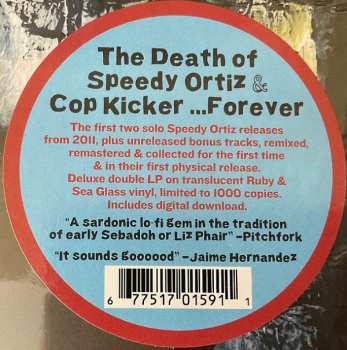 The Death of
Speedy Ortiz &
Cop Kicker ...Forever
The first two solo Speedy Ortiz releases
from 2011, plus unreleased bonus tracks, remixed,
remastered & collected for the first time
& in their first physical release.
Deluxe double LP on translucent Ruby &
Sea Glass vinyl, limited to 1000 copies.
Includes digital download.
"A sardonic lo-fi gem in the tradition
of early Sebadoh or Liz Phair" -Pitchfork
"It sounds goooood" -Jaime Hernandez
6 77517 01591 1